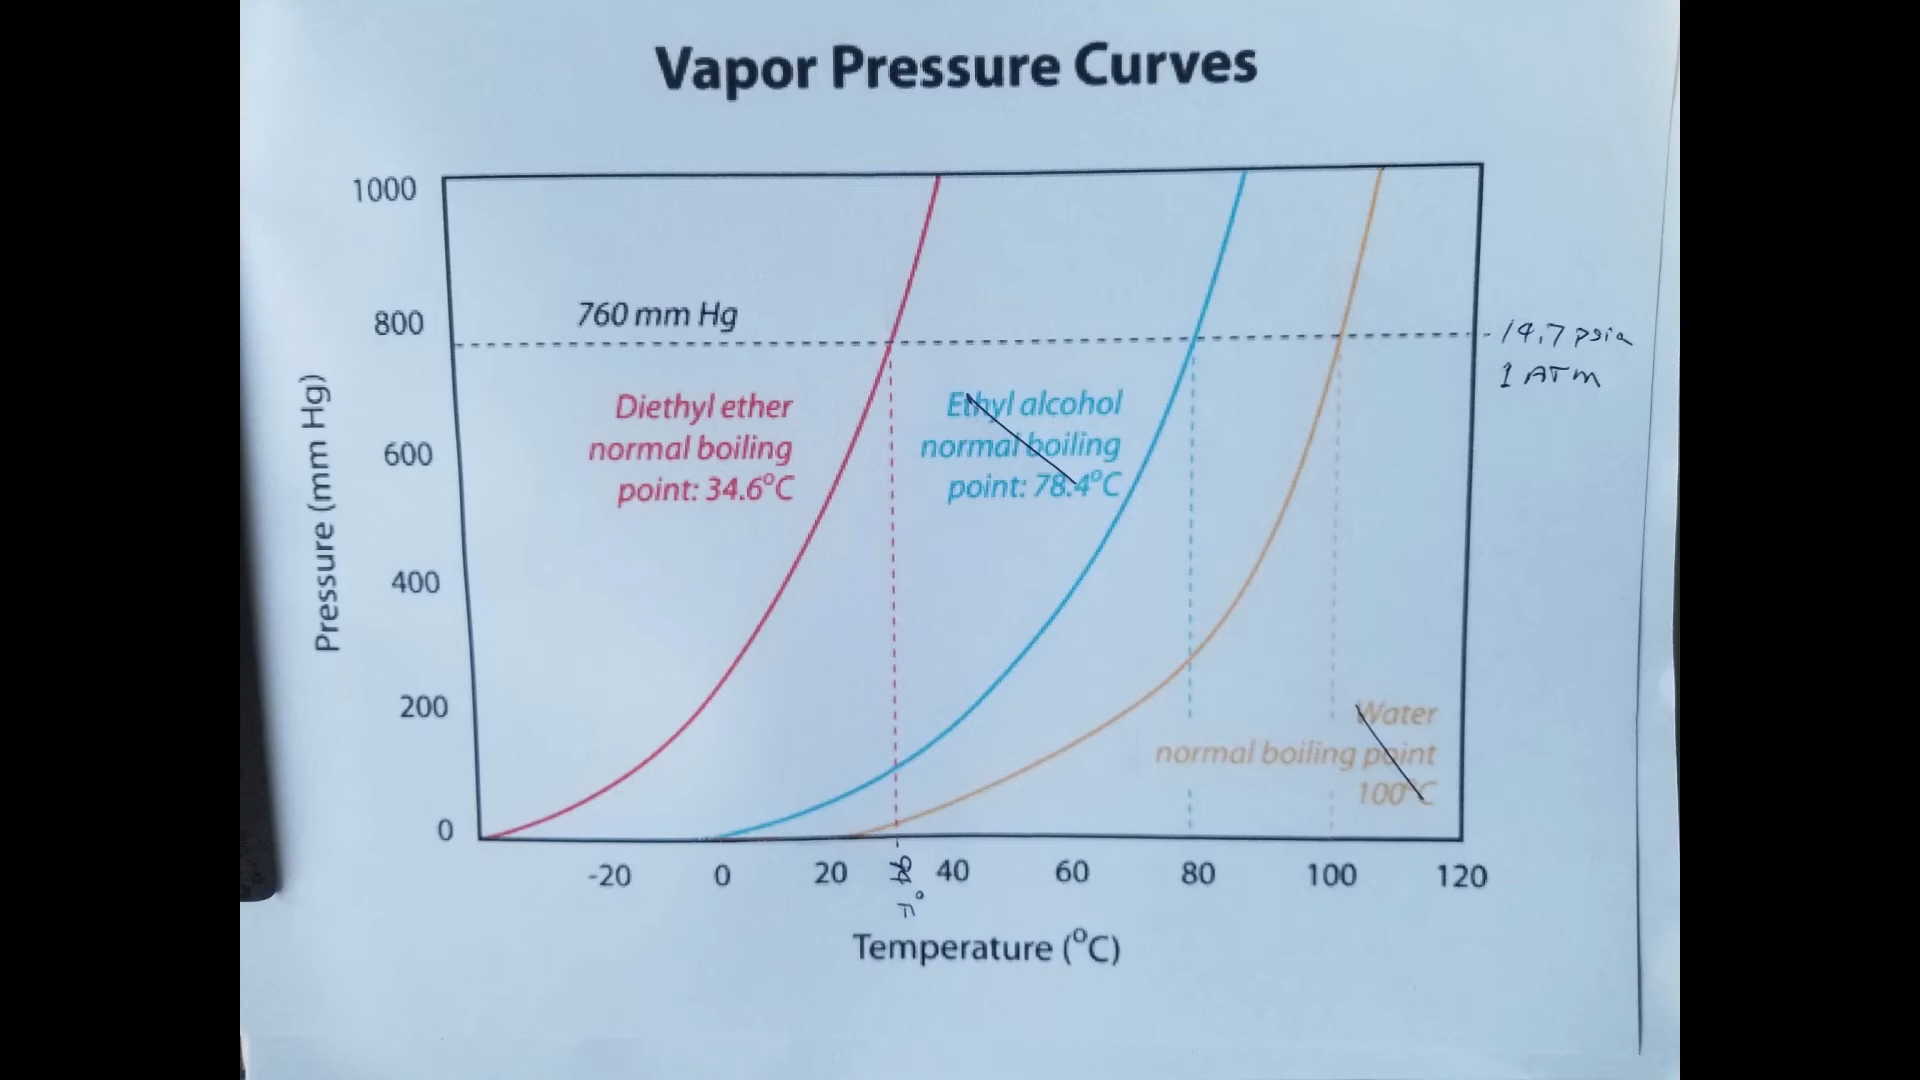 Vapor Pressure Curves
1000
800
600
400
200
0
Pressure (mm Hg)
760 mm Hg
14.7 psia
1 ATM
Diethyl ether
normal boiling
point: 34.6°C
Ethyl alcohol
normal boiling
point: 78.4°C
Water
normal boiling point
100°C
-20 0 20 40 60 80 100 120
Temperature (°C)